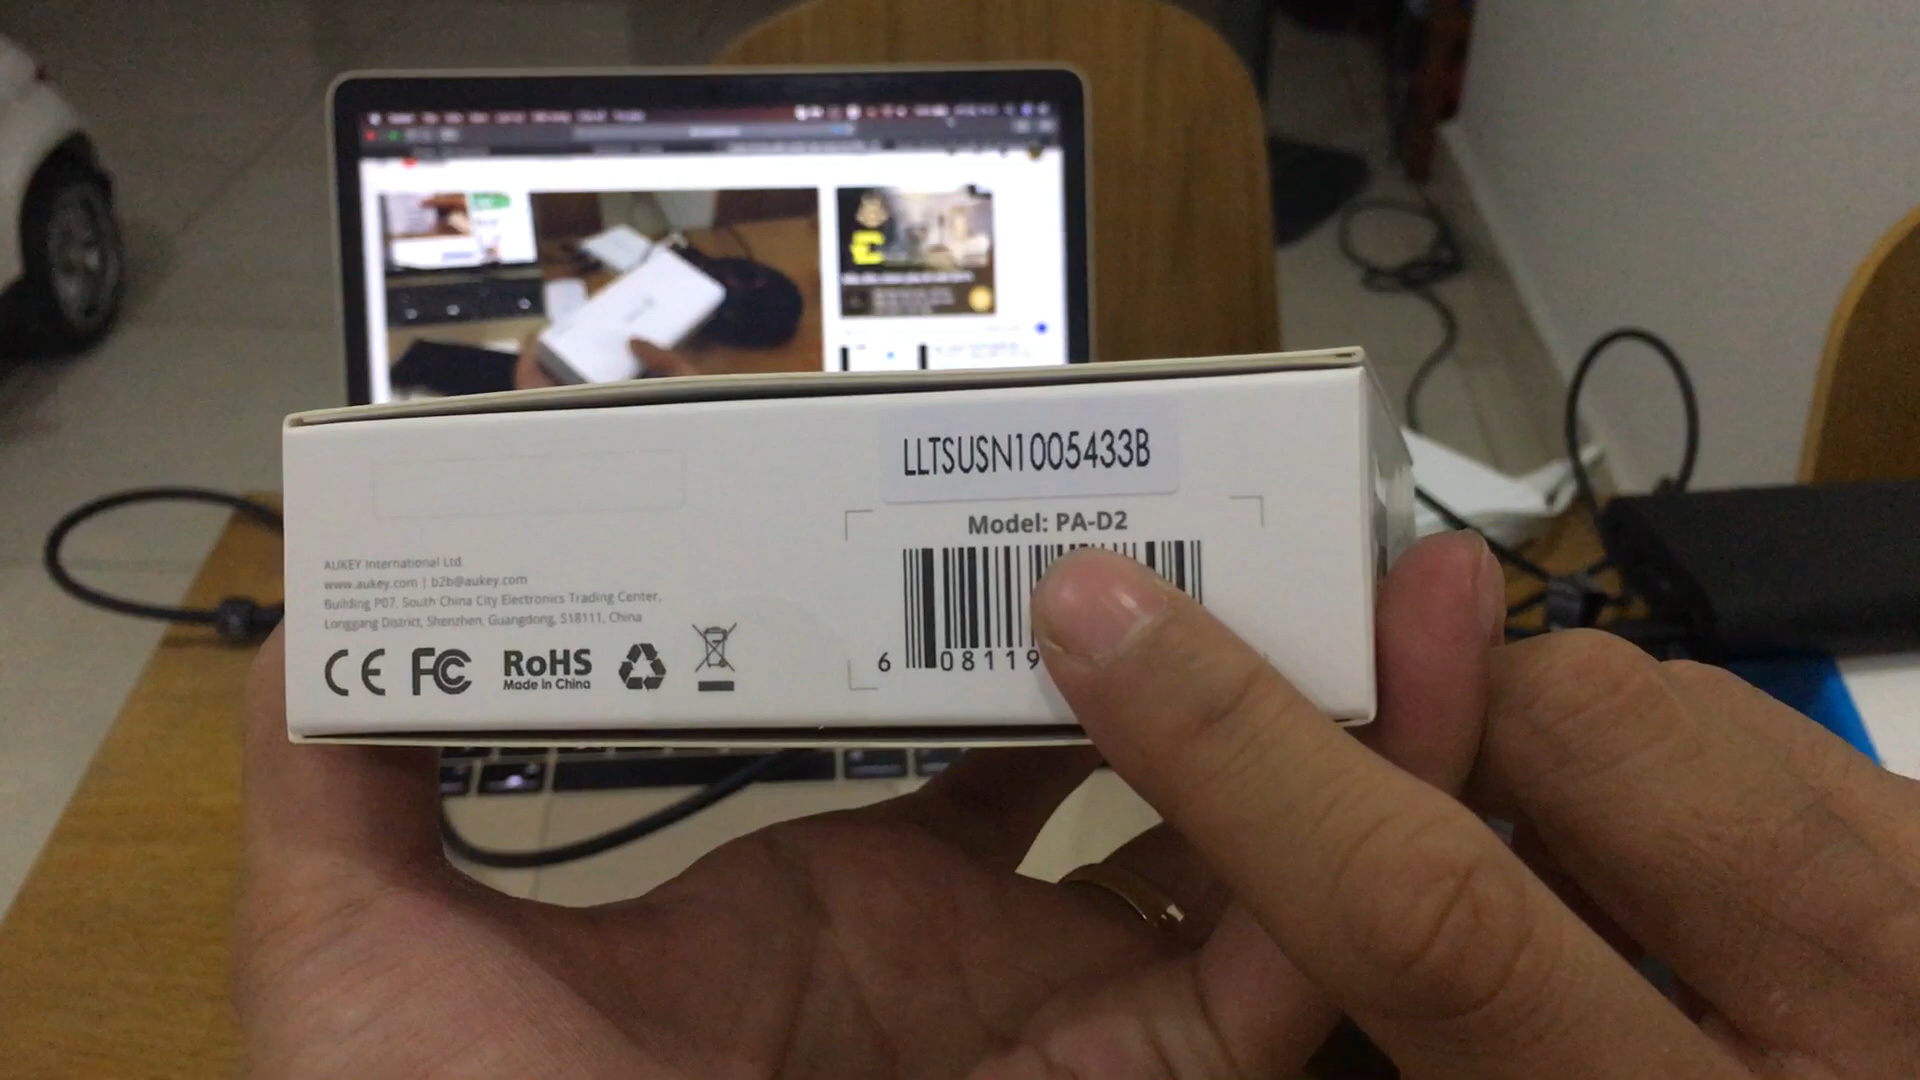 LLTSUSN1005433B
Model: PA-D2
6 08119
AUKEY International Ltd.
www.aukey.com | b2b@aukey.com
Building P07, South China City Electronics Trading Center,
Longgang District, Shenzhen, Guangdong, 518111, China
CE FC RoHS
Made in China